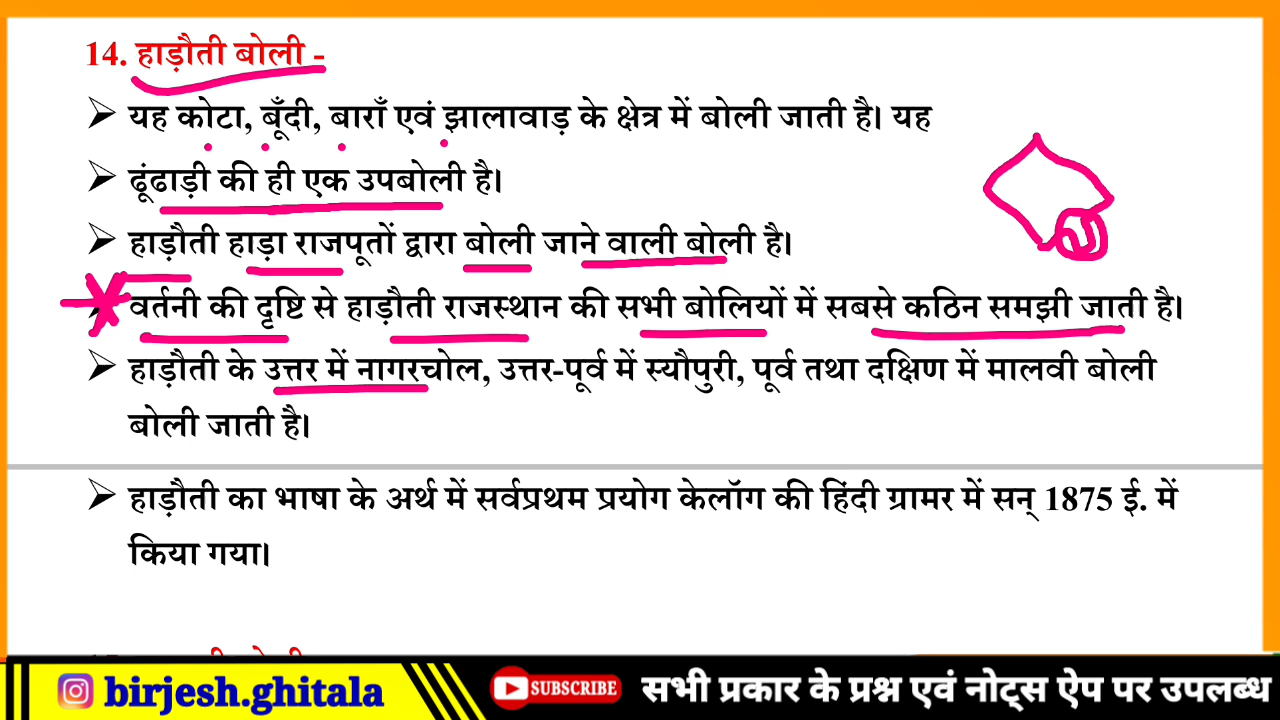 14. हाड़ौती बोली -
➢ यह कोटा, बूँदी, बाराँ एवं झालावाड़ के क्षेत्र में बोली जाती है। यह
➢ ढूंढाड़ी की ही एक उपबोली है।
➢ हाड़ौती हाड़ा राजपूतों द्वारा बोली जाने वाली बोली है।
➢ वर्तनी की दृष्टि से हाड़ौती राजस्थान की सभी बोलियों में सबसे कठिन समझी जाती है।
➢ हाड़ौती के उत्तर में नागरचोल, उत्तर-पूर्व में स्यौपुरी, पूर्व तथा दक्षिण में मालवी बोली
बोली जाती है।
➢ हाड़ौती का भाषा के अर्थ में सर्वप्रथम प्रयोग केलॉग की हिंदी ग्रामर में सन् 1875 ई. में
किया गया।
birjesh.ghitala
SUBSCRIBE
सभी प्रकार के प्रश्न एवं नोट्स ऐप पर उपलब्ध